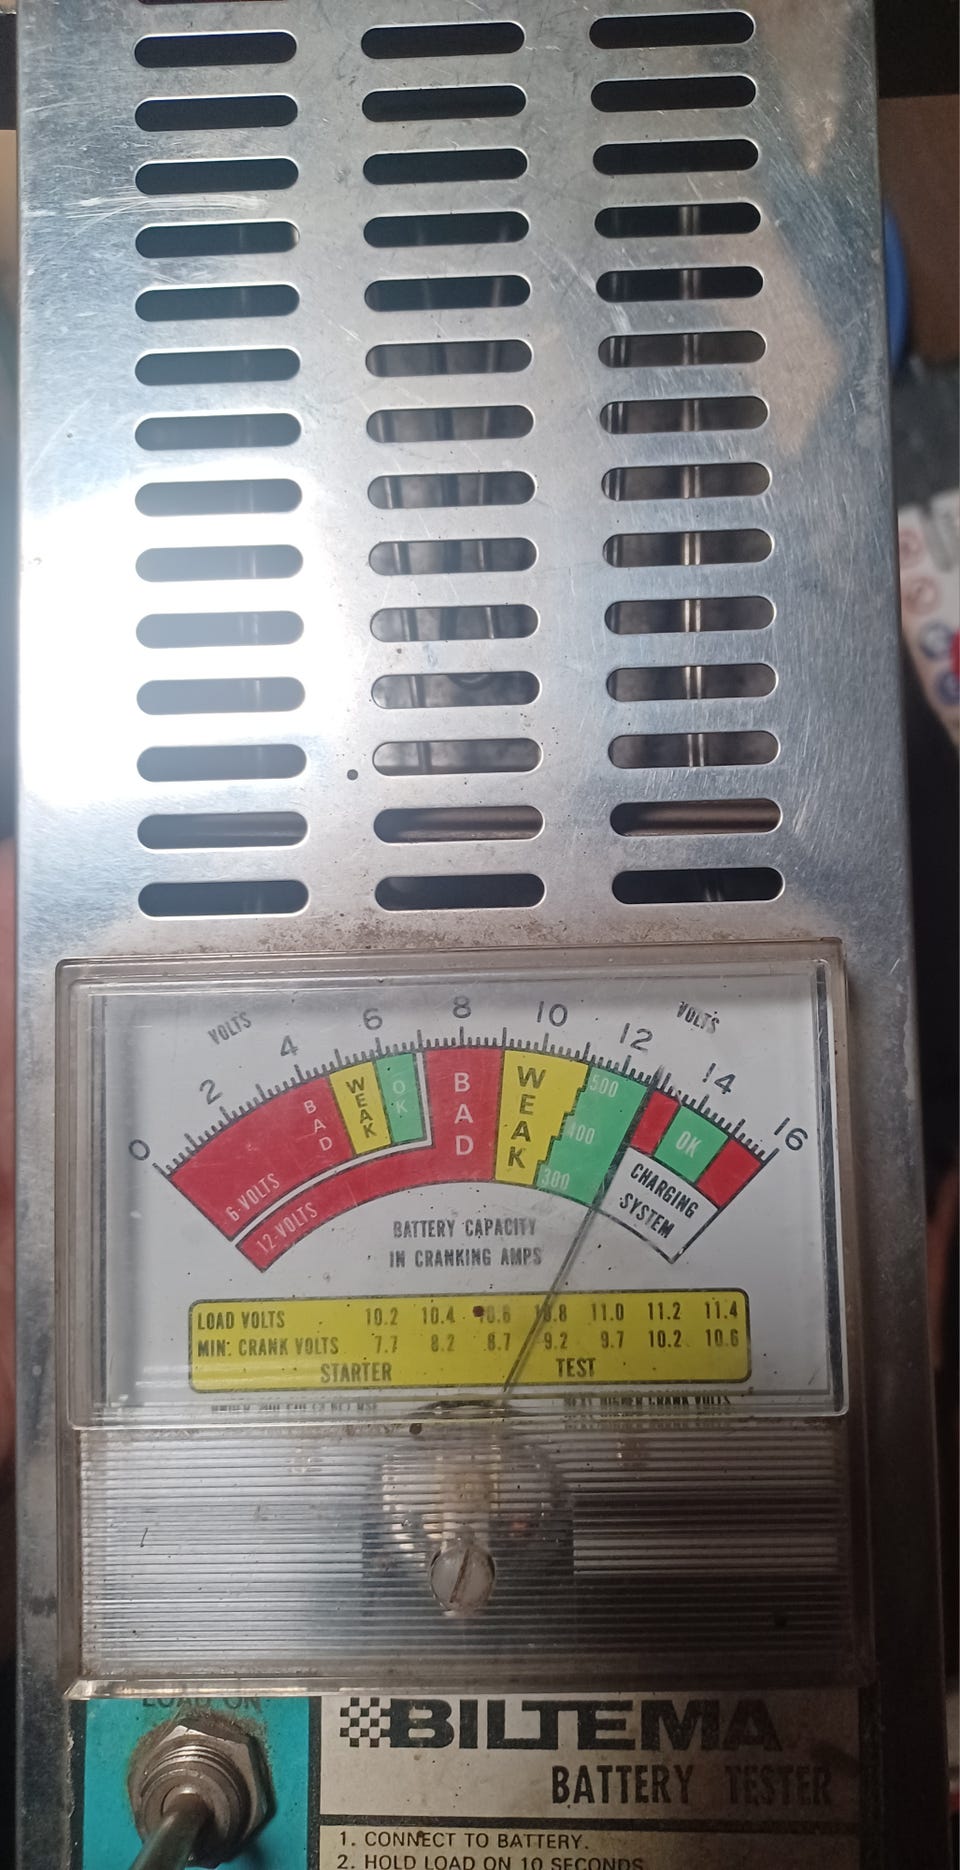 VOLTS VOLTS
0 2 4 6 8 10 12 14 16
BAD WEAK OK BAD WEAK 500 OK
400
300
6-VOLTS
12-VOLTS
CHARGING
SYSTEM
BATTERY CAPACITY
IN CRANKING AMPS
LOAD VOLTS 10.2 10.4 10.6 10.8 11.0 11.2 11.4
MIN. CRANK VOLTS 7.7 8.2 8.7 9.2 9.7 10.2 10.6
STARTER TEST
NEXT HIGHER CRANK VOLTS
LOAD ON
BILTEMA
BATTERY TESTER
1. CONNECT TO BATTERY.
2. HOLD LOAD ON 10 SECONDS